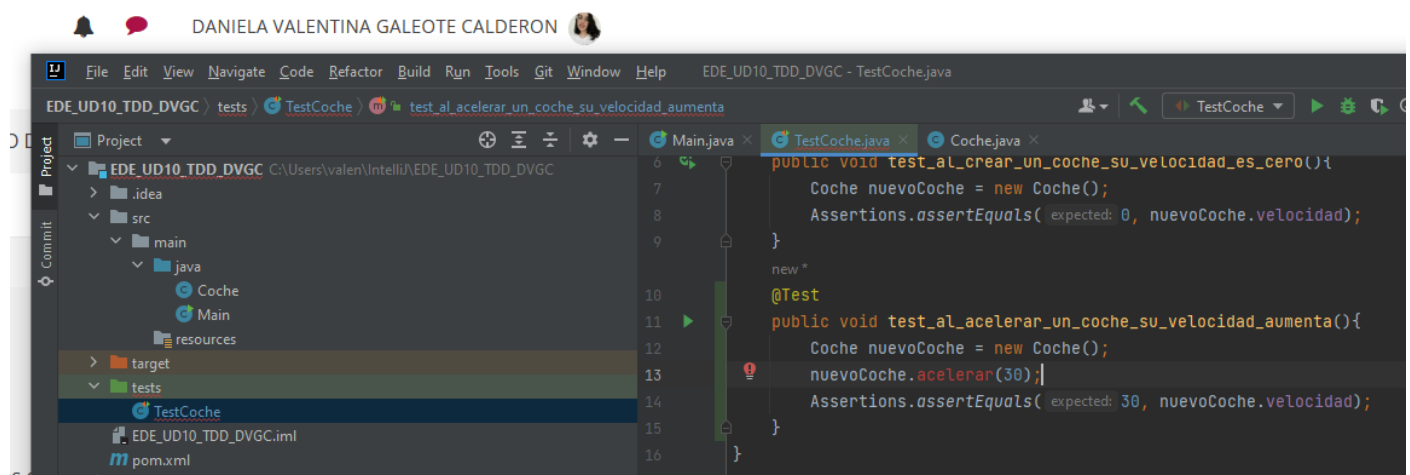 DANIELA VALENTINA GALEOTE CALDERON
IJ File Edit View Navigate Code Refactor Build Run Tools Git Window Help EDE_UD10_TDD_DVGC - TestCoche.java
EDE_UD10_TDD_DVGC tests TestCoche test_al_acelerar_un_coche_su_velocidad_aumenta TestCoche
Project
Commit
Project
EDE_UD10_TDD_DVGC C:\Users\valen\IntelliJ\EDE_UD10_TDD_DVGC
.idea
src
main
java
Coche
Main
resources
target
tests
TestCoche
EDE_UD10_TDD_DVGC.iml
pom.xml
Main.java TestCoche.java Coche.java
6 public void test_al_crear_un_coche_su_velocidad_es_cero(){
7 Coche nuevoCoche = new Coche();
8 Assertions.assertEquals( expected: 0, nuevoCoche.velocidad);
9 }
new *
10 @Test
11 public void test_al_acelerar_un_coche_su_velocidad_aumenta(){
12 Coche nuevoCoche = new Coche();
13 nuevoCoche.acelerar(30);
14 Assertions.assertEquals( expected: 30, nuevoCoche.velocidad);
15 }
16 }